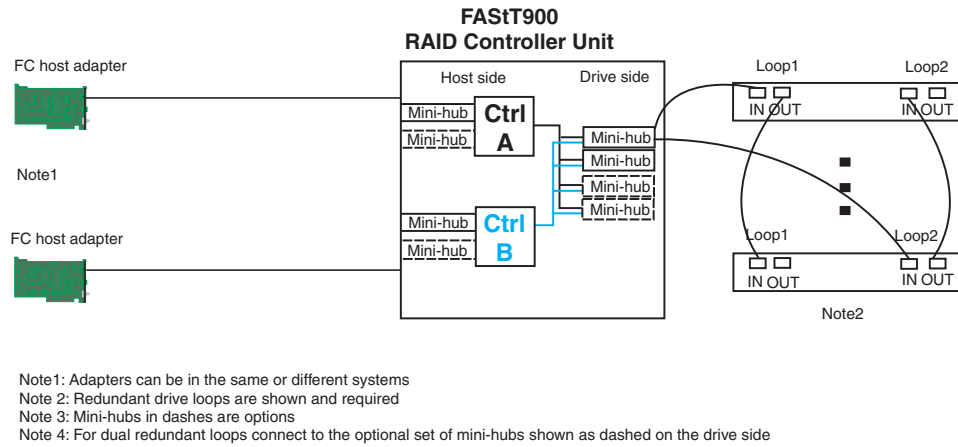 FAStT900
RAID Controller Unit
FC host adapter
Host side
Drive side
Loop1
Loop2
Mini-hub
Ctrl
A
IN OUT
IN OUT
Mini-hub
Mini-hub
Mini-hub
Note1
Mini-hub
Mini-hub
Mini-hub
Ctrl
B
FC host adapter
Mini-hub
Loop1
Loop2
IN OUT
IN OUT
Note2
Note1: Adapters can be in the same or different systems
Note 2: Redundant drive loops are shown and required
Note 3: Mini-hubs in dashes are options
Note 4: For dual redundant loops connect to the optional set of mini-hubs shown as dashed on the drive side